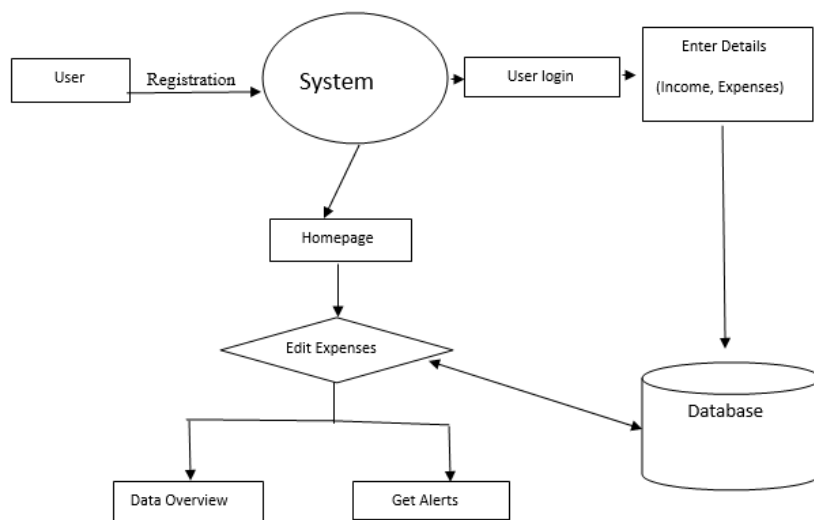 User
Registration
System
User login
Enter Details
(Income, Expenses)
Homepage
Edit Expenses
Database
Data Overview
Get Alerts